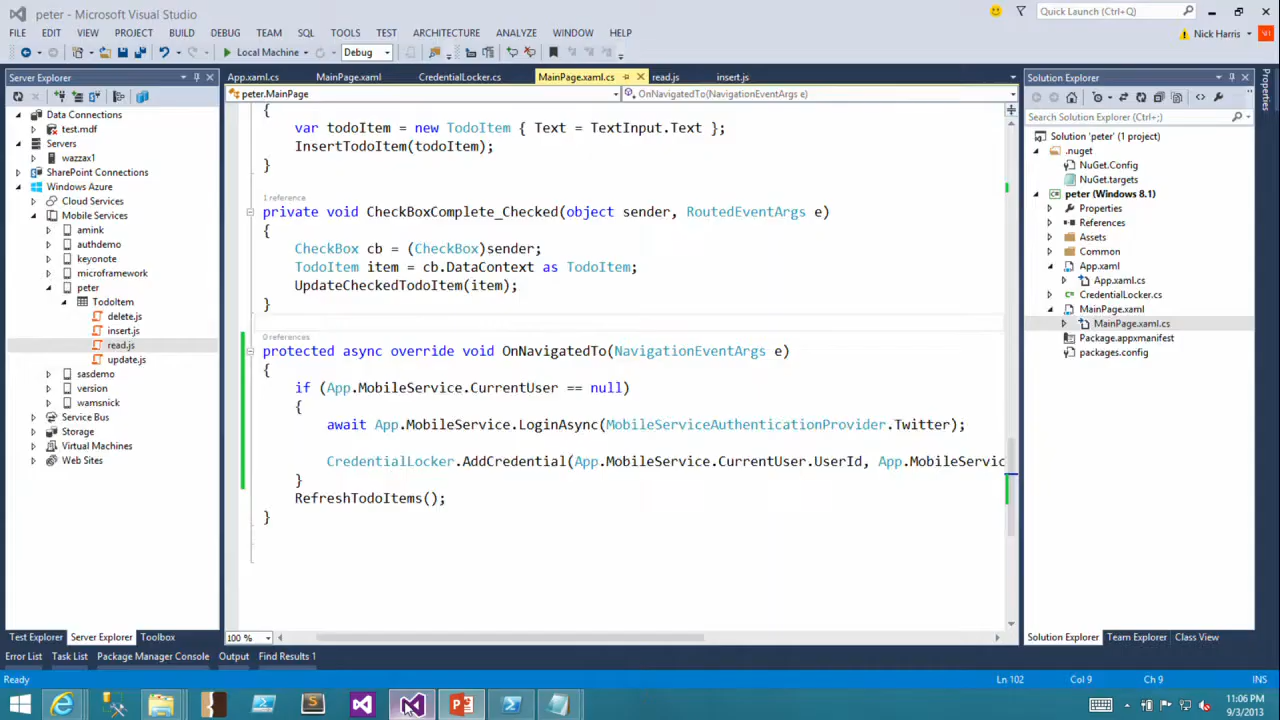 peter - Microsoft Visual Studio
Quick Launch (Ctrl+Q)
FILE EDIT VIEW PROJECT BUILD DEBUG TEAM SQL TOOLS TEST ARCHITECTURE ANALYZE WINDOW HELP
Nick Harris NH
Local Machine Debug
Server Explorer
Data Connections
test.mdf
Servers
wazzax1
SharePoint Connections
Windows Azure
Cloud Services
Mobile Services
amink
authdemo
keyonote
microframework
peter
TodoItem
delete.js
insert.js
read.js
update.js
sasdemo
version
wamsnick
Service Bus
Storage
Virtual Machines
Web Sites
Test Explorer Server Explorer Toolbox
App.xaml.cs MainPage.xaml CredentialLocker.cs MainPage.xaml.cs read.js insert.js
peter.MainPage OnNavigatedTo(NavigationEventArgs e)
{
var todoItem = new TodoItem { Text = TextInput.Text };
InsertTodoItem(todoItem);
}
1 reference
private void CheckBoxComplete_Checked(object sender, RoutedEventArgs e)
{
CheckBox cb = (CheckBox)sender;
TodoItem item = cb.DataContext as TodoItem;
UpdateCheckedTodoItem(item);
}
0 references
protected async override void OnNavigatedTo(NavigationEventArgs e)
{
if (App.MobileService.CurrentUser == null)
{
await App.MobileService.LoginAsync(MobileServiceAuthenticationProvider.Twitter);
CredentialLocker.AddCredential(App.MobileService.CurrentUser.UserId, App.MobileServic
}
RefreshTodoItems();
}
100 %
Solution Explorer
Search Solution Explorer (Ctrl+;)
Solution 'peter' (1 project)
.nuget
NuGet.Config
NuGet.targets
peter (Windows 8.1)
Properties
References
Assets
Common
App.xaml
App.xaml.cs
CredentialLocker.cs
MainPage.xaml
MainPage.xaml.cs
Package.appxmanifest
packages.config
Solution Explorer Team Explorer Class View
Properties
Error List Task List Package Manager Console Output Find Results 1
Ready Ln 102 Col 9 Ch 9 INS
11:06 PM
9/3/2013